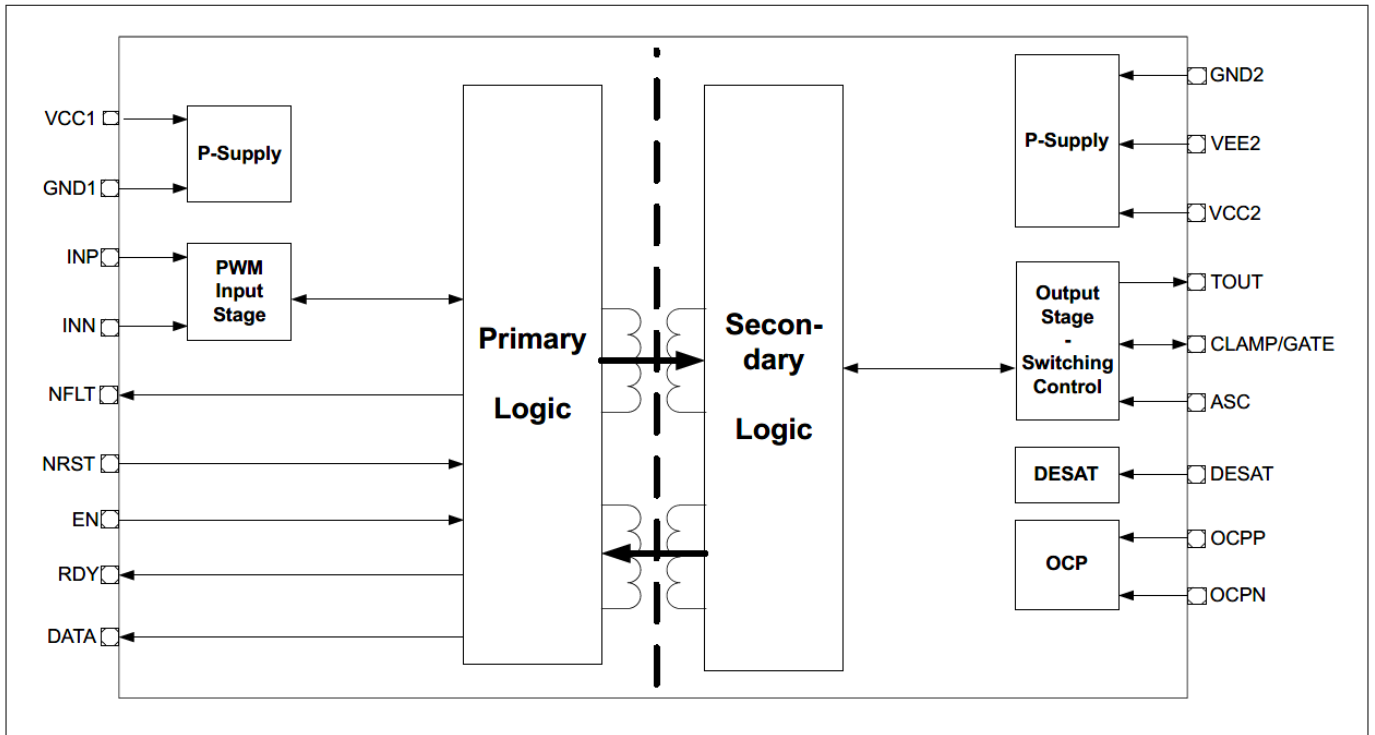 VCC1
GND1
P-Supply
INP
INN
PWM
Input
Stage
NFLT
NRST
EN
RDY
DATA
Primary
Logic
Secon-
dary
Logic
P-Supply
GND2
VEE2
VCC2
Output
Stage
-
Switching
Control
TOUT
CLAMP/GATE
ASC
DESAT
DESAT
OCP
OCPP
OCPN